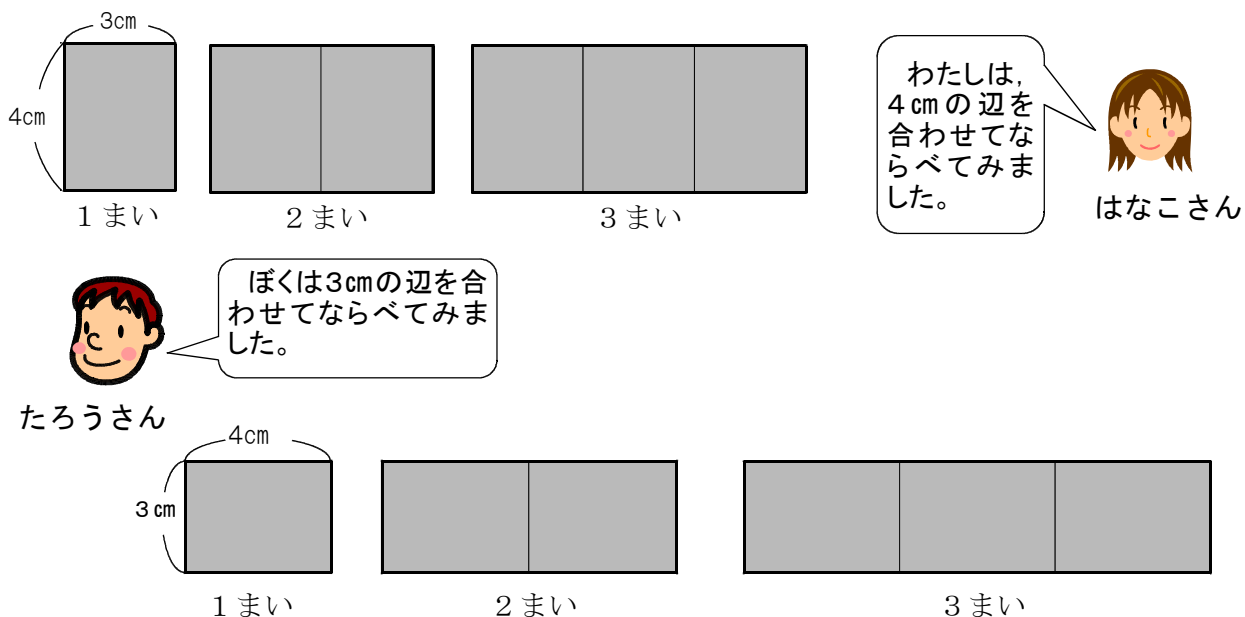 3cm
4cm
1まい
2まい
3まい
わたしは,
4㎝の辺を
合わせてな
らべてみま
した。
はなこさん
ぼくは3㎝の辺を合
わせてならべてみま
した。
たろうさん
4㎝
3㎝
1まい
2まい
3まい